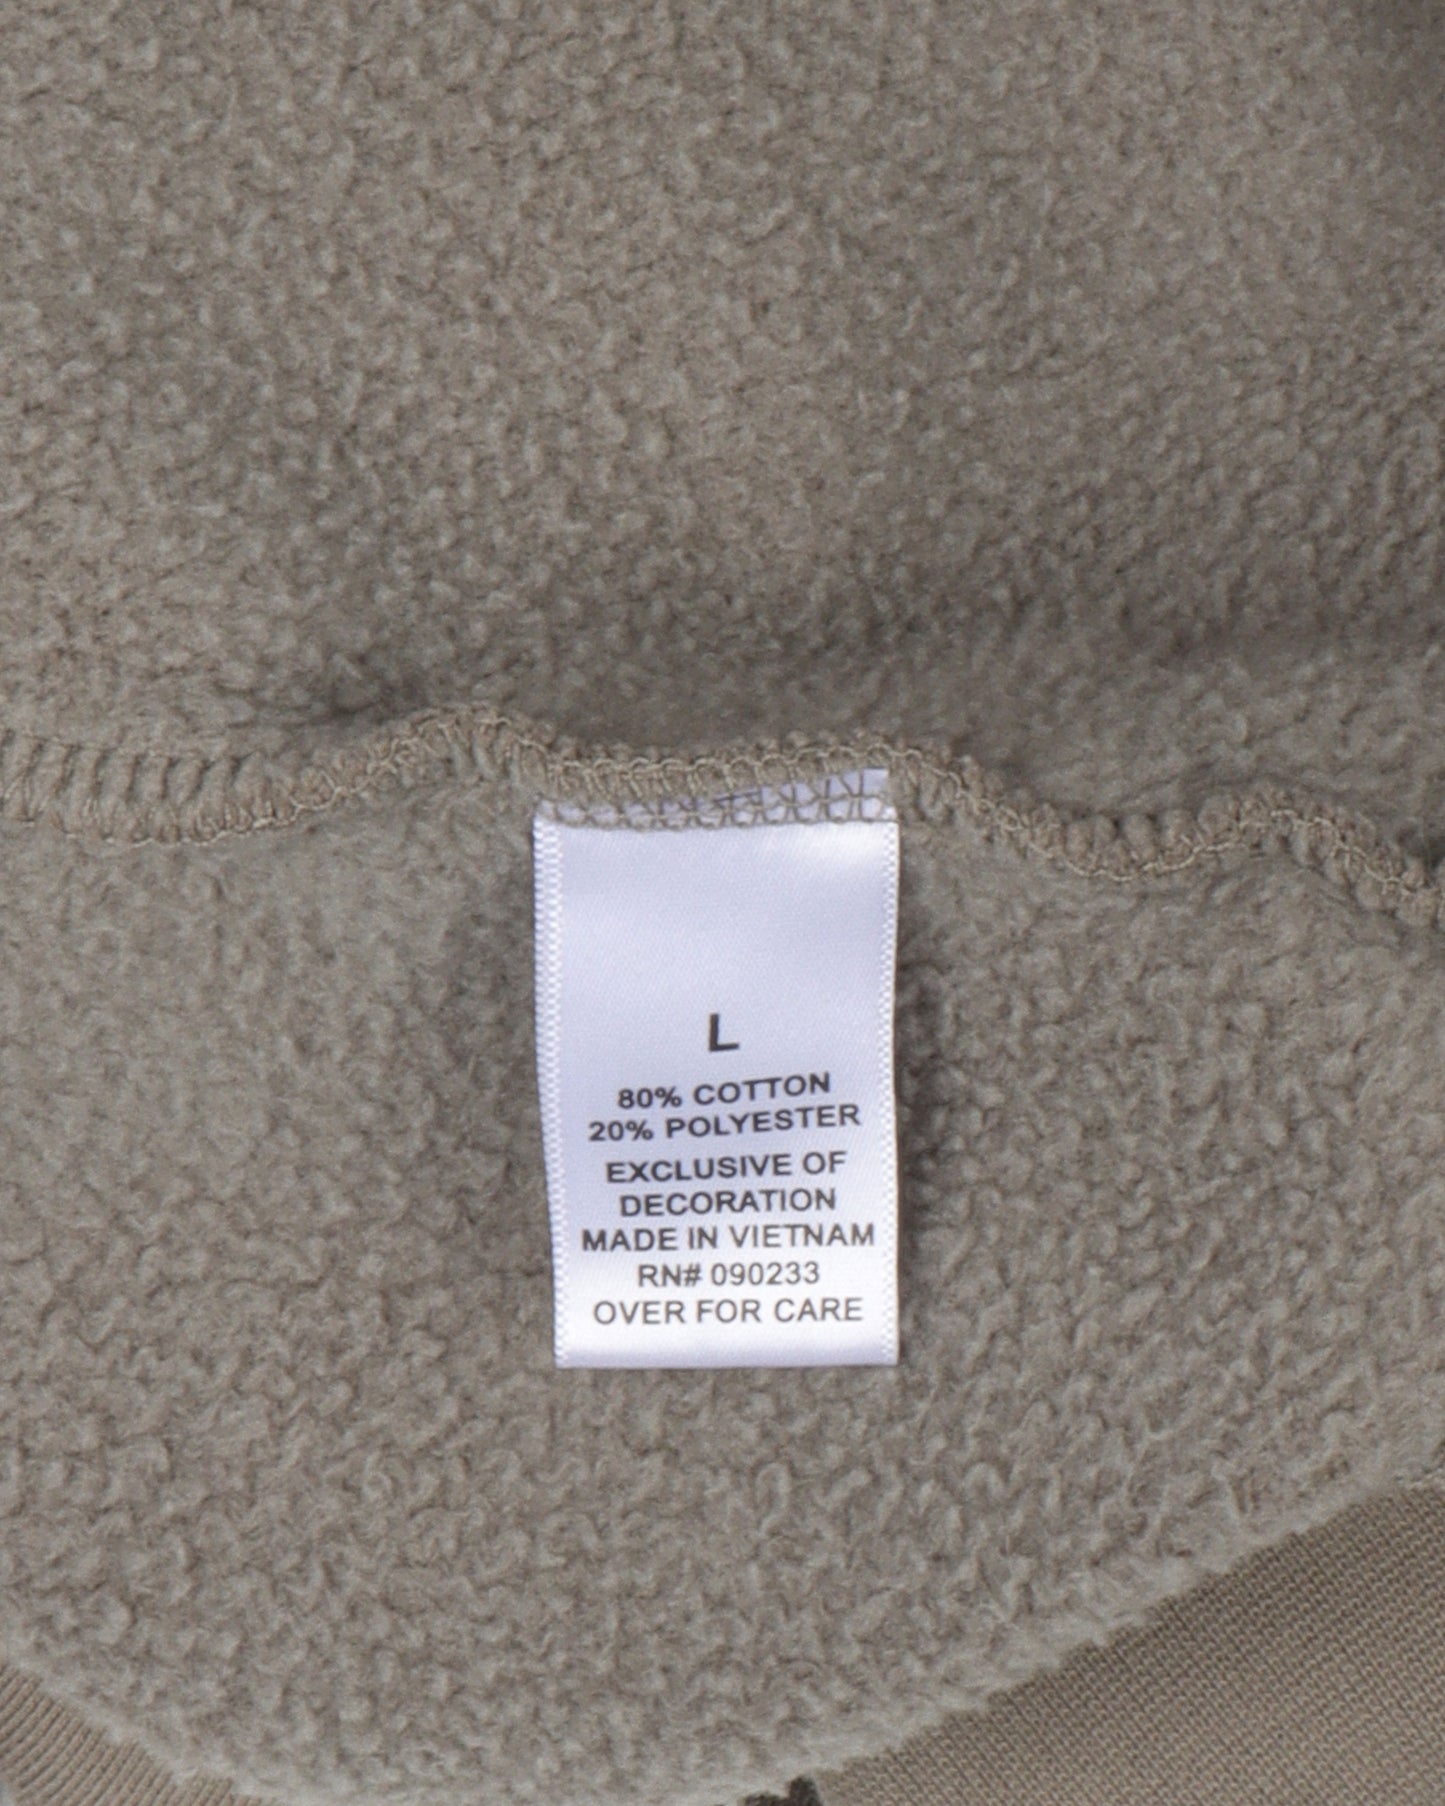 L
80% COTTON
20% POLYESTER
EXCLUSIVE OF
DECORATION
MADE IN VIETNAM
RN# 090233
OVER FOR CARE